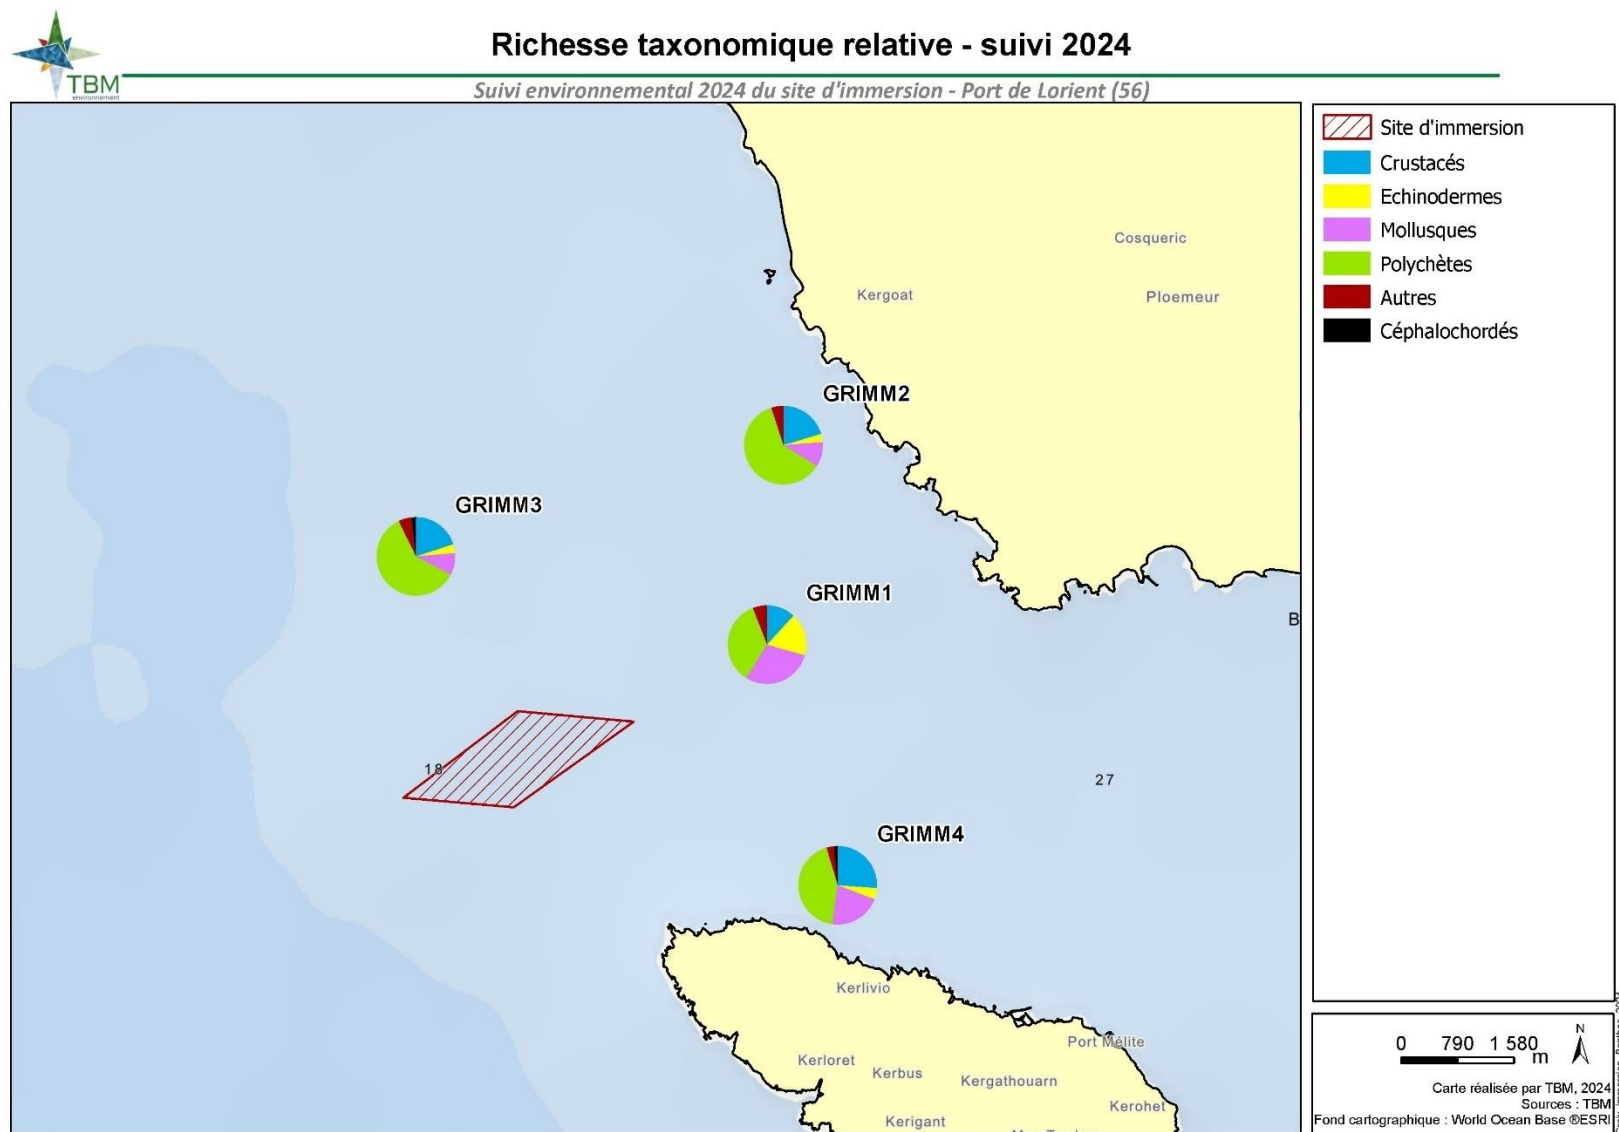 Richesse taxonomique relative - suivi 2024
TBM
environnement
Suivi environnemental 2024 du site d'immersion - Port de Lorient (56)
Site d'immersion
Crustacés
Echinodermes
Mollusques
Polychètes
Autres
Céphalochordés
Cosqueric
Kergoat
Ploemeur
GRIMM2
GRIMM3
GRIMM1
B
18
27
GRIMM4
Kerlivio
Port Mélite
Kerloret
Kerbus
Kergathouarn
Kerohet
Kerigant
0 790 1 580
m
N
Carte réalisée par TBM, 2024
Sources : TBM
Fond cartographique : World Ocean Base ®ESRI